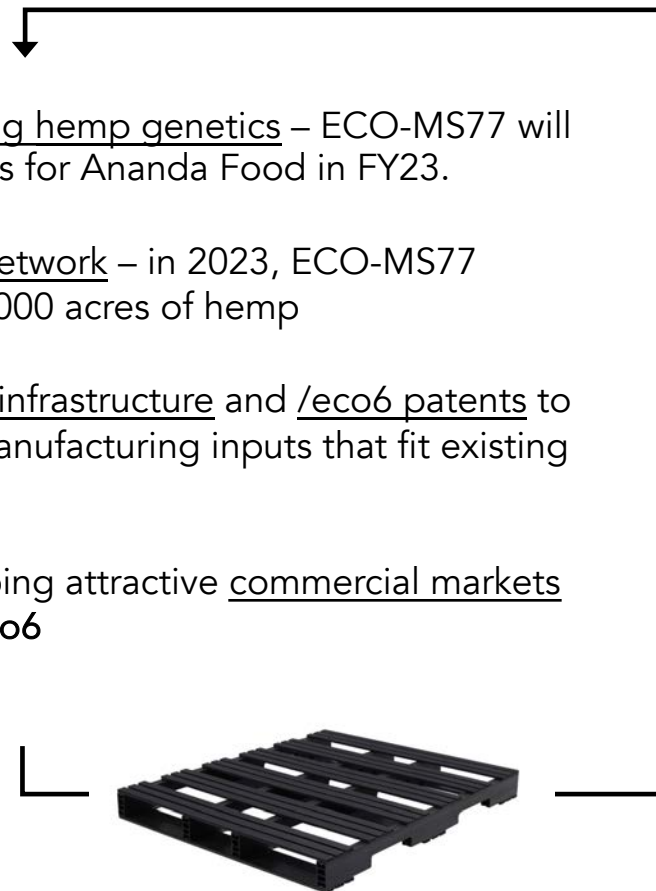 g hemp genetics – ECO-MS77 will
s for Ananda Food in FY23.
etwork – in 2023, ECO-MS77
000 acres of hemp
infrastructure and /eco6 patents to
anufacturing inputs that fit existing
ing attractive commercial markets
o6